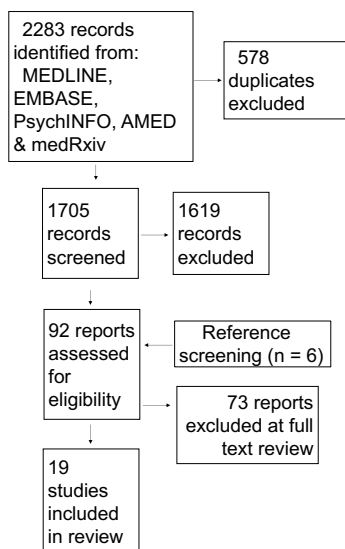 2283 records
identified from:
MEDLINE,
EMBASE,
PsychINFO, AMED
& medRxiv
578
duplicates
excluded
1705
records
screened
1619
records
excluded
92 reports
assessed
for
eligibility
Reference
screening (n = 6)
73 reports
excluded at full
text review
19
studies
included
in review